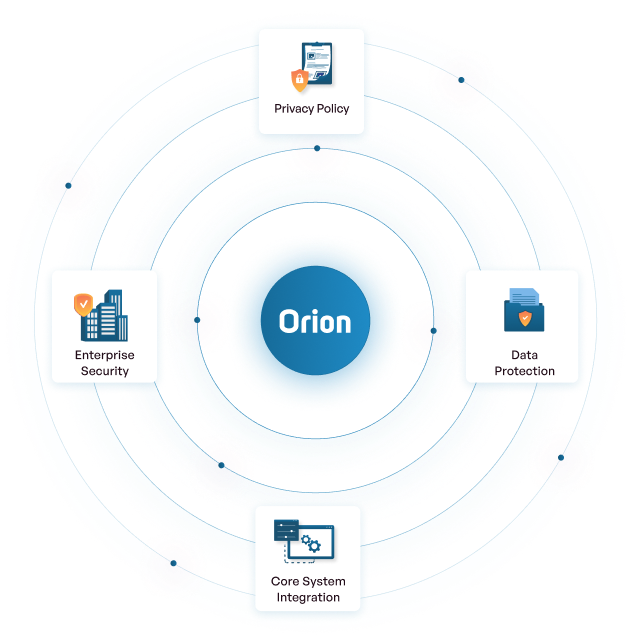 Privacy Policy
Orion
Enterprise
Security
Data
Protection
Core System
Integration